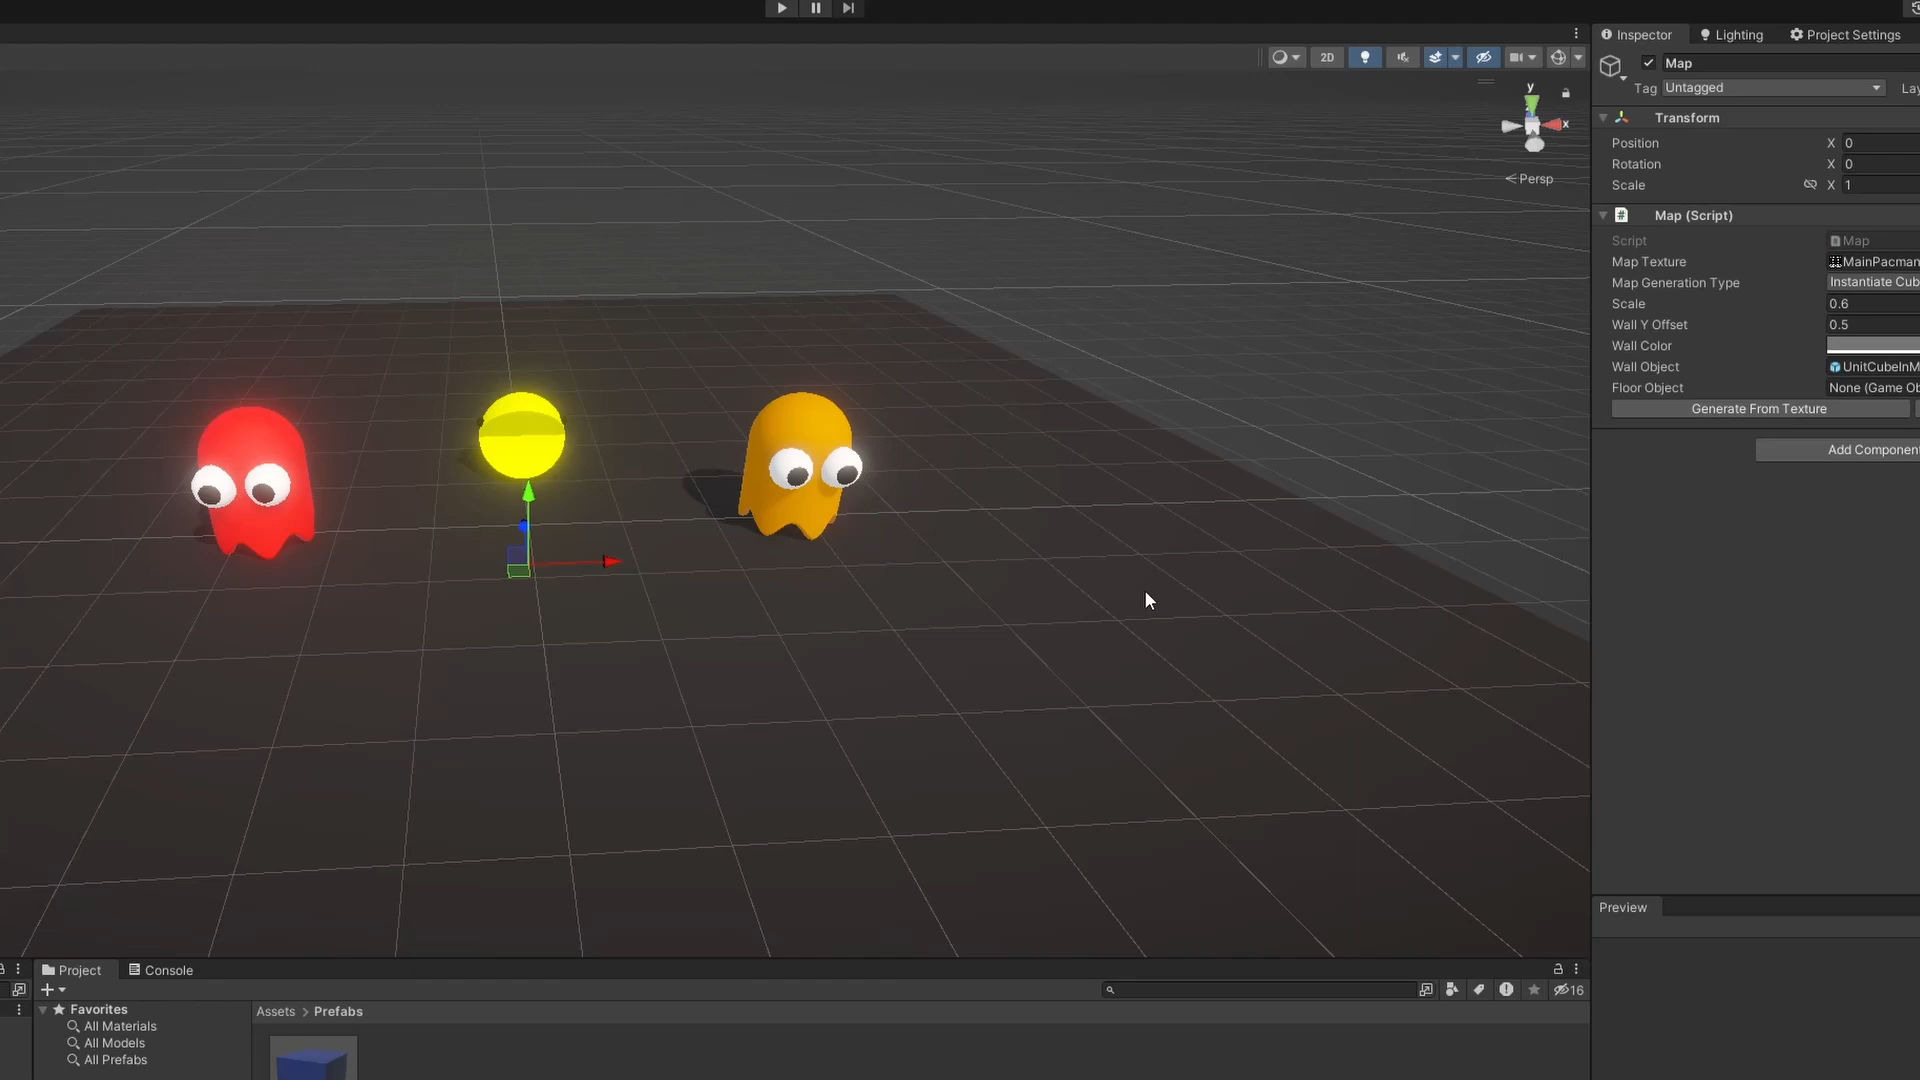 Inspector Lighting Project Settings
2D
Map
Tag Untagged Lay
y
x
Persp
Transform
Position X 0
Rotation X 0
Scale X 1
Map (Script)
Script Map
Map Texture MainPacman
Map Generation Type Instantiate Cub
Scale 0.6
Wall Y Offset 0.5
Wall Color
Wall Object UnitCubeInM
Floor Object None (Game Ob
Generate From Texture
Add Component
Preview
Project Console
16
Favorites
All Materials
All Models
All Prefabs
Assets > Prefabs